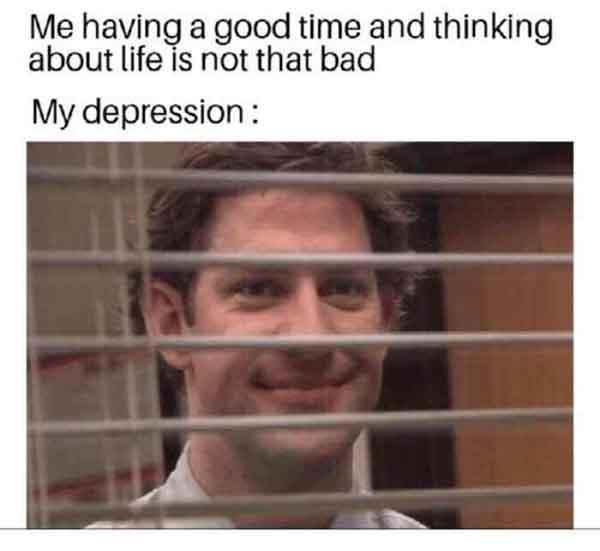 Me having a good time and thinking
about life is not that bad
My depression :